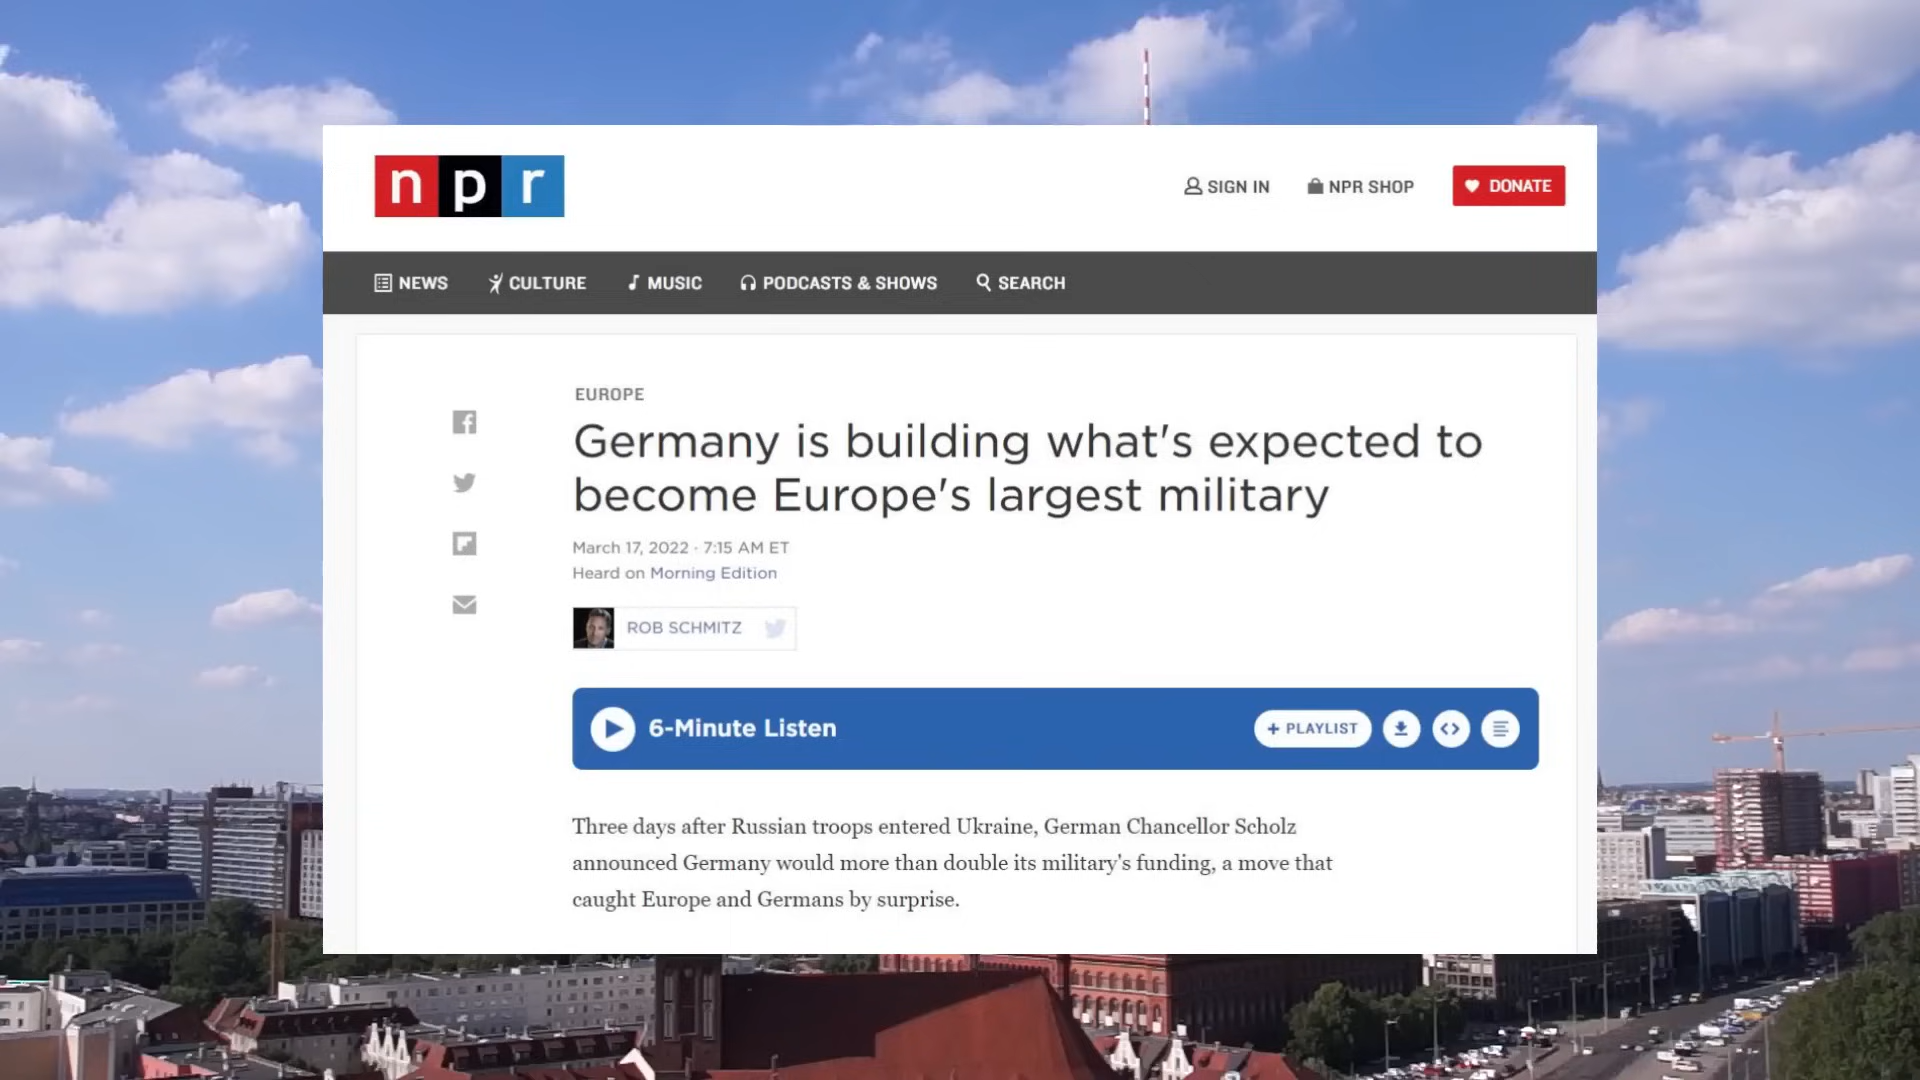 npr
SIGN IN
NPR SHOP
DONATE
NEWS
CULTURE
MUSIC
PODCASTS & SHOWS
SEARCH
EUROPE
Germany is building what's expected to
become Europe's largest military
March 17, 2022 · 7:15 AM ET
Heard on Morning Edition
ROB SCHMITZ
6-Minute Listen
+ PLAYLIST
Three days after Russian troops entered Ukraine, German Chancellor Scholz
announced Germany would more than double its military's funding, a move that
caught Europe and Germans by surprise.